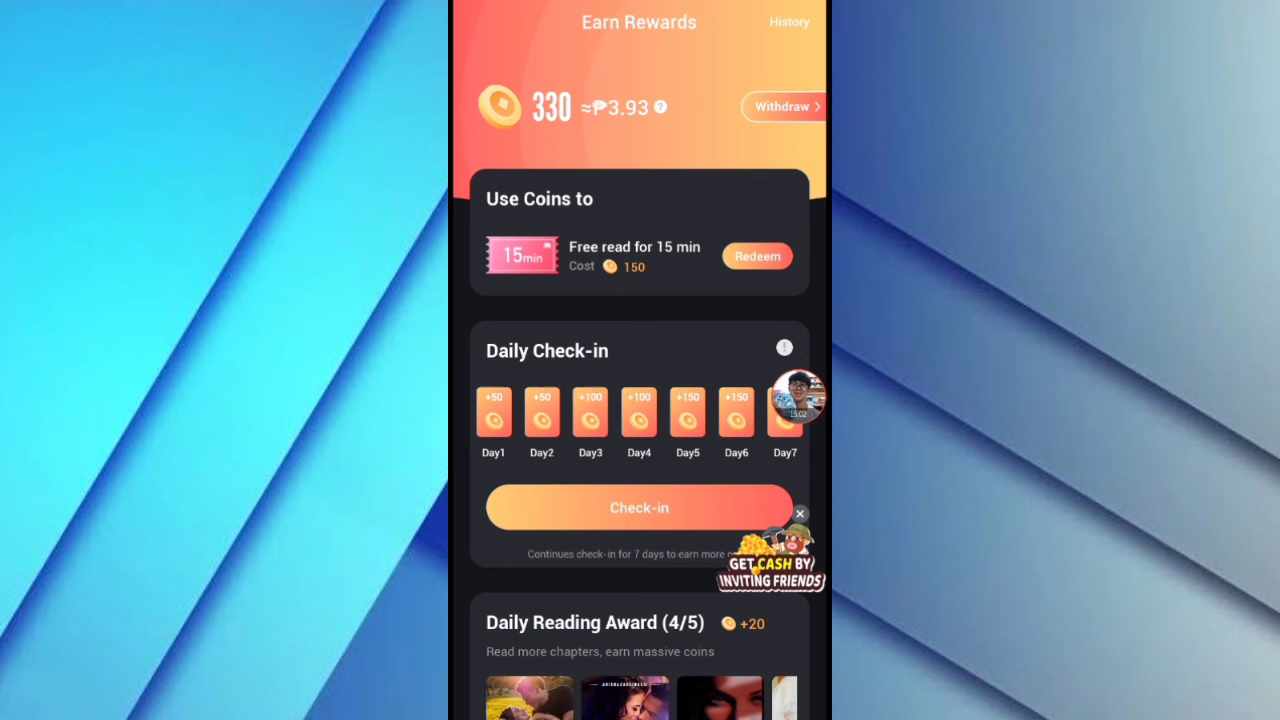 Earn Rewards
History
330 ≈₱3.93 ?
Withdraw >
Use Coins to
15min
Free read for 15 min
Cost 150
Redeem
Daily Check-in
!
+50 +50 +100 +100 +150 +150
15:02
Day1 Day2 Day3 Day4 Day5 Day6 Day7
Check-in
Continues check-in for 7 days to earn more
GET CASH BY
INVITING FRIENDS
Daily Reading Award (4/5) +20
Read more chapters, earn massive coins